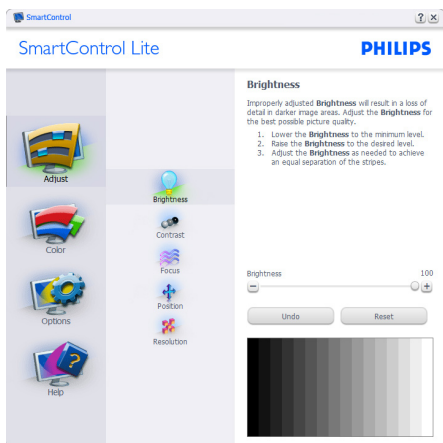 SmartControl
SmartControl Lite
PHILIPS
Adjust
Color
Options
Help
Brightness
Contrast
Focus
Position
Resolution
Brightness
Improperly adjusted Brightness will result in a loss of
detail in darker image areas. Adjust the Brightness for
the best possible picture quality.
1. Lower the Brightness to the minimum level.
2. Raise the Brightness to the desired level.
3. Adjust the Brightness as needed to achieve
an equal separation of the stripes.
Brightness 100
Undo Reset